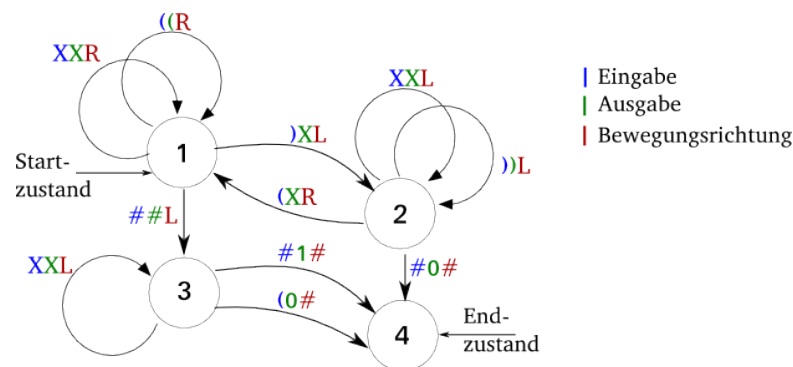 ((R
XXR
XXL
| Eingabe
| Ausgabe
| Bewegungsrichtung
1
)XL
Start-
zustand
))L
(XR
2
##L
#1#
#0#
XXL
3
(0#
4
End-
zustand